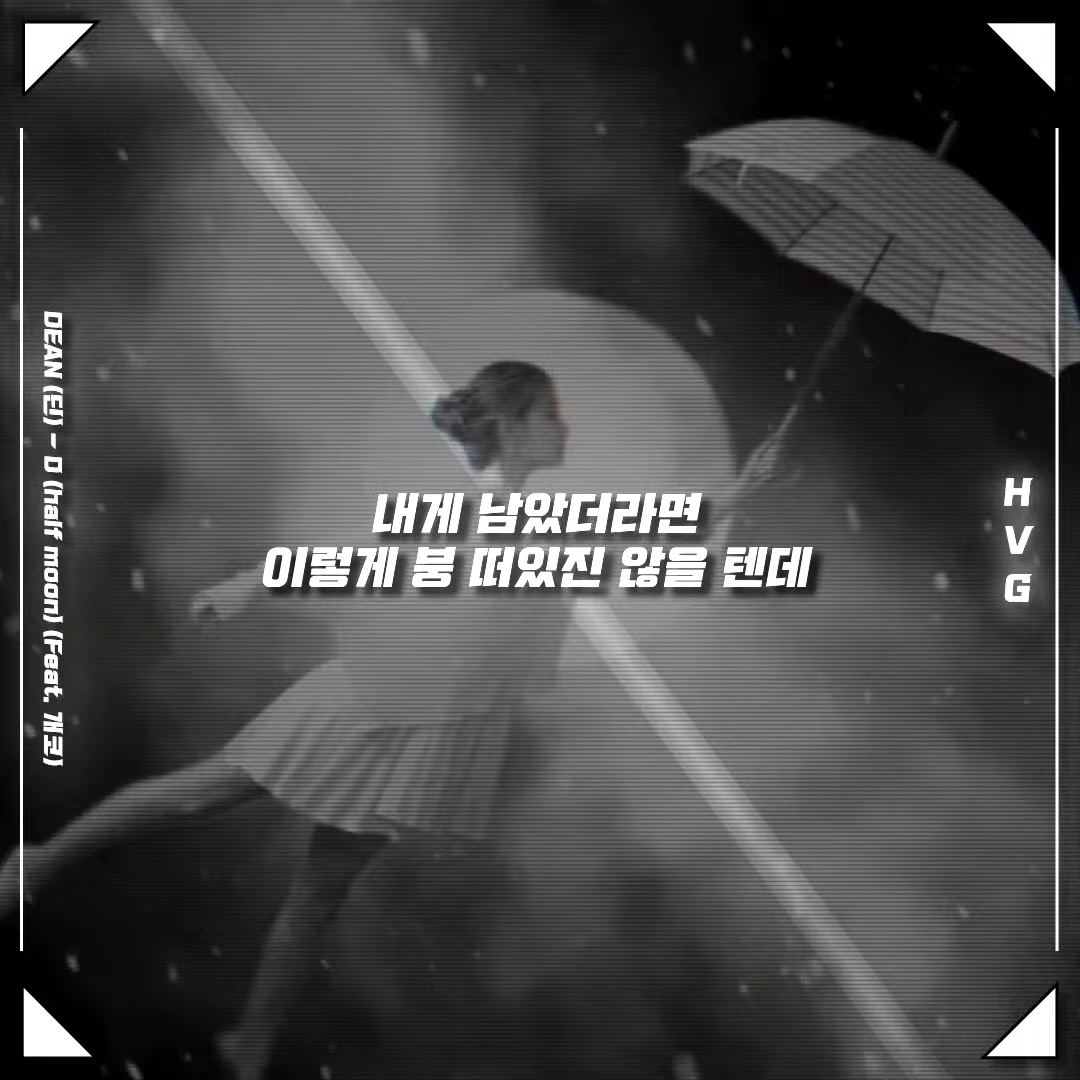 DEAN (딘) - D (half moon) (Feat. 개코)
내게 남았더라면
이렇게 붕 떠있진 않을 텐데
H
V
G